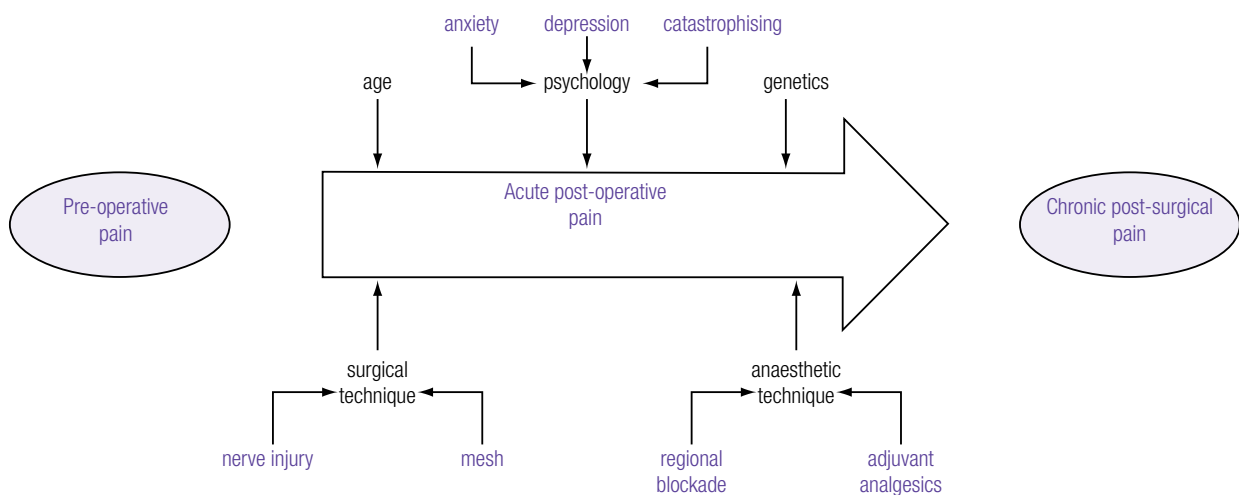 anxiety
depression
catastrophising
age
psychology
genetics
Pre-operative
pain
Acute post-operative
pain
Chronic post-surgical
pain
surgical
technique
anaesthetic
technique
nerve injury
mesh
regional
blockade
adjuvant
analgesics